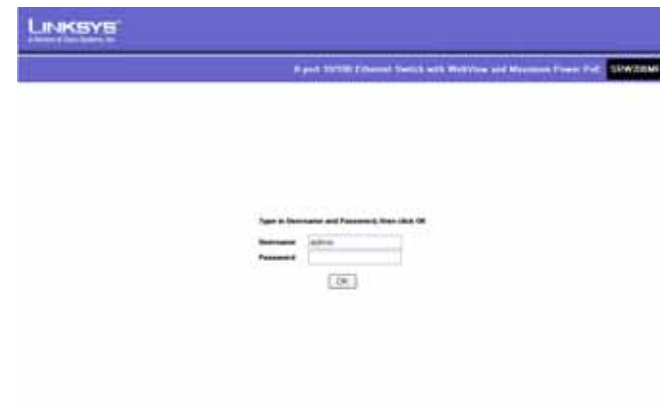 LINKSYS
A Division of Cisco Systems, Inc.
8-port 10/100 Ethernet Switch with WebView and Maximum Power PoE
Type in Username and Password, then click OK
Username admin
Password
OK